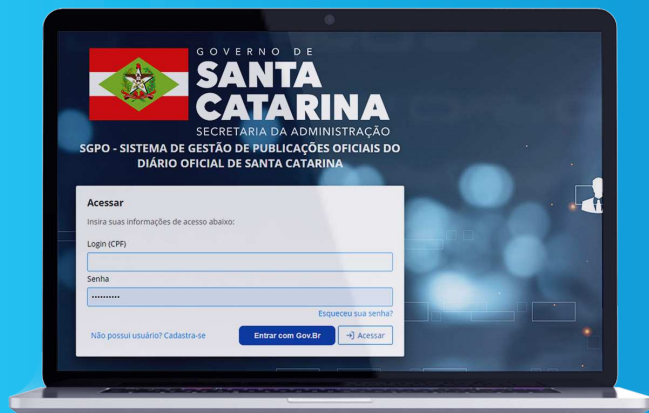 GOVERNO DE
SANTA
CATARINA
SECRETARIA DA ADMINISTRAÇÃO
SGPO - SISTEMA DE GESTÃO DE PUBLICAÇÕES OFICIAIS DO
DIÁRIO OFICIAL DE SANTA CATARINA
Acessar
Insira suas informações de acesso abaixo:
Login (CPF)
Senha
••••••••••
Esqueceu sua senha?
Não possui usuário? Cadastra-se
Entrar com Gov.Br
Acessar